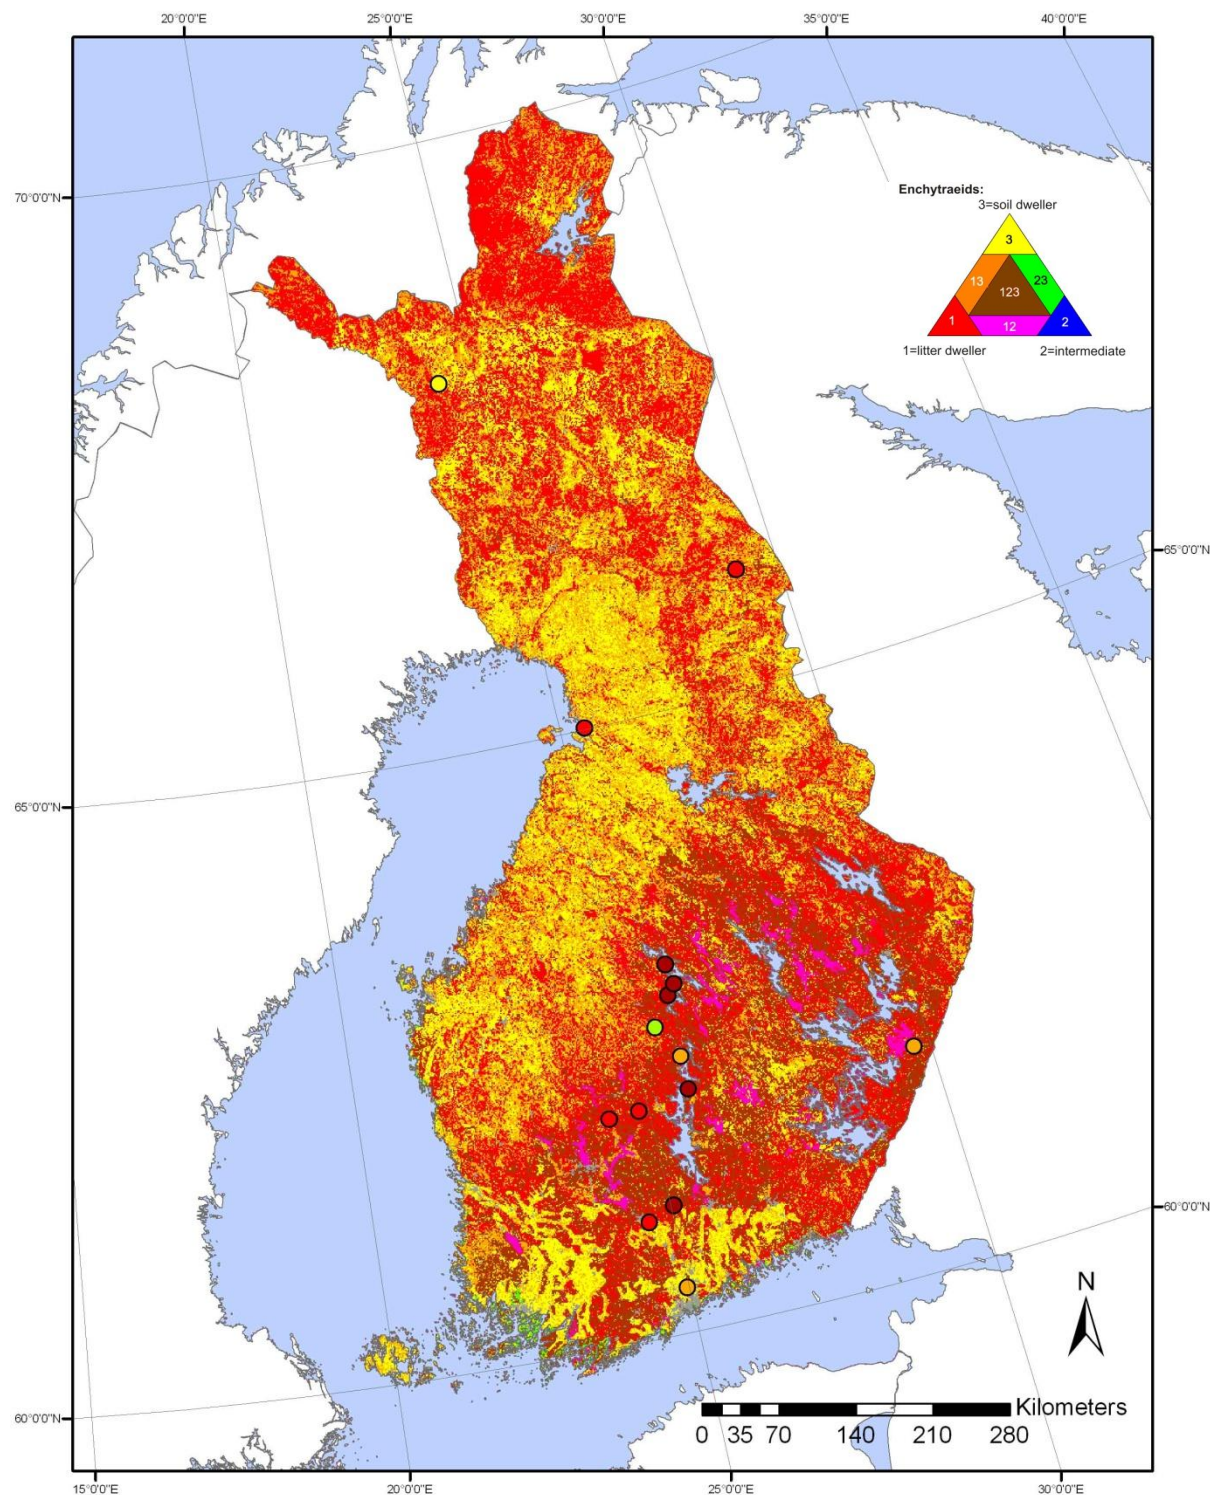 20°0'0"E 25°0'0"E 30°0'0"E 35°0'0"E 40°0'0"E
70°0'0"N
Enchytraeids:
3=soil dweller
3
13 23
123
1 12 2
1=litter dweller 2=intermediate
65°0'0"N
65°0'0"N
60°0'0"N
N
Kilometers
0 35 70 140 210 280
60°0'0"N
15°0'0"E 20°0'0"E 25°0'0"E 30°0'0"E